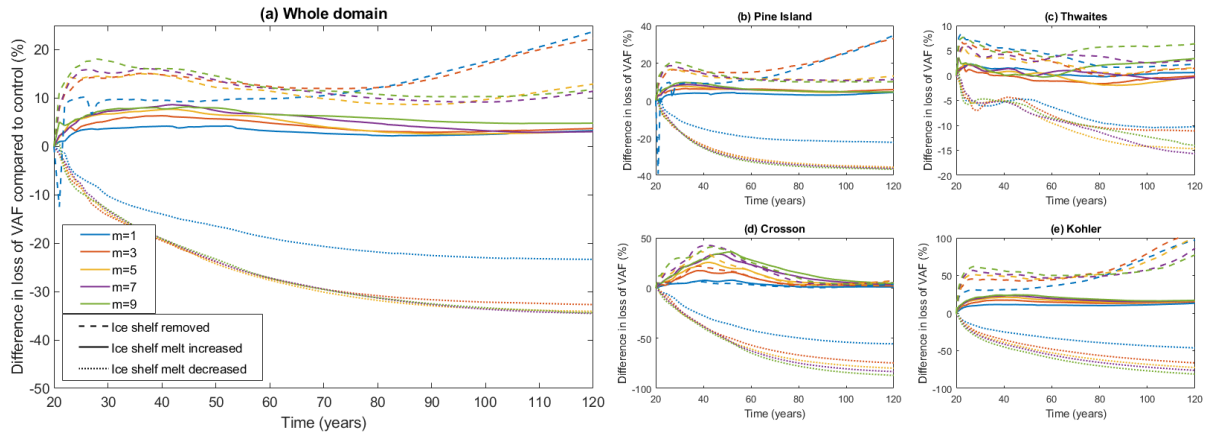 (a) Whole domain
Difference in loss of VAF compared to control (%)
20
10
0
-10
-20
-30
-40
-50
m=1
m=3
m=5
m=7
m=9
Ice shelf removed
Ice shelf melt increased
Ice shelf melt decreased
20 30 40 50 60 70 80 90 100 110 120
Time (years)
(b) Pine Island
Difference in loss of VAF (%)
40
20
0
-20
-40
20 40 60 80 100 120
Time (years)
(c) Thwaites
Difference in loss of VAF (%)
10
5
0
-5
-10
-15
-20
20 40 60 80 100 120
Time (years)
(d) Crosson
Difference in loss of VAF (%)
50
0
-50
-100
20 40 60 80 100 120
Time (years)
(e) Kohler
Difference in loss of VAF (%)
100
50
0
-50
-100
20 40 60 80 100 120
Time (years)